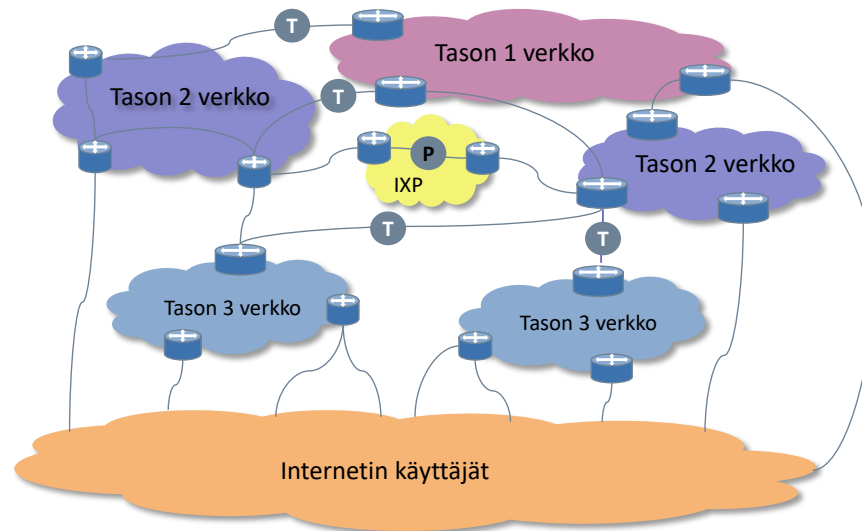 T
Tason 1 verkko
Tason 2 verkko
T
P
IXP
Tason 2 verkko
T
T
Tason 3 verkko
Tason 3 verkko
Internetin käyttäjät